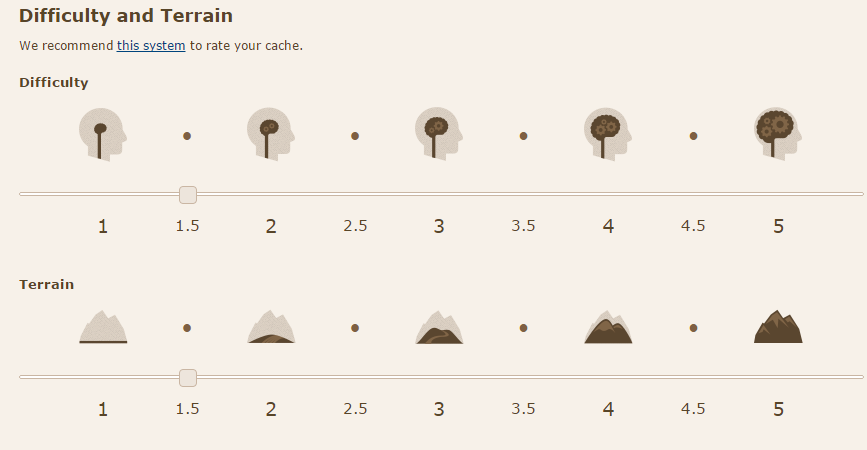 Difficulty and Terrain
We recommend this system to rate your cache.
Difficulty
1 1.5 2 2.5 3 3.5 4 4.5 5
Terrain
1 1.5 2 2.5 3 3.5 4 4.5 5